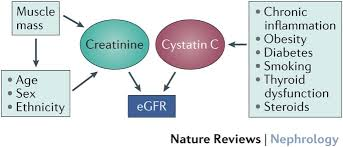 Muscle
mass
• Age
• Sex
• Ethnicity
Creatinine
Cystatin C
eGFR
• Chronic
inflammation
• Obesity
• Diabetes
• Smoking
• Thyroid
dysfunction
• Steroids
Nature Reviews | Nephrology